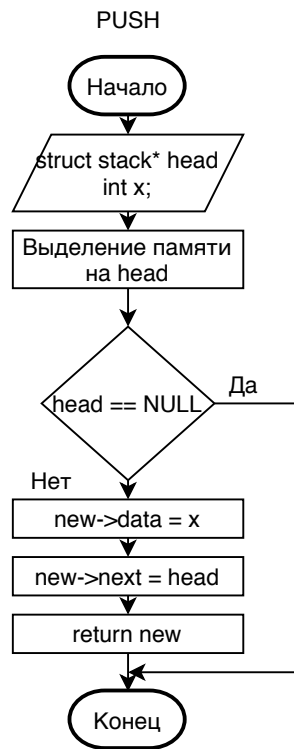 PUSH
Начало
struct stack* head
int x;
Выделение памяти
на head
head == NULL
Да
Нет
new->data = x
new->next = head
return new
Конец